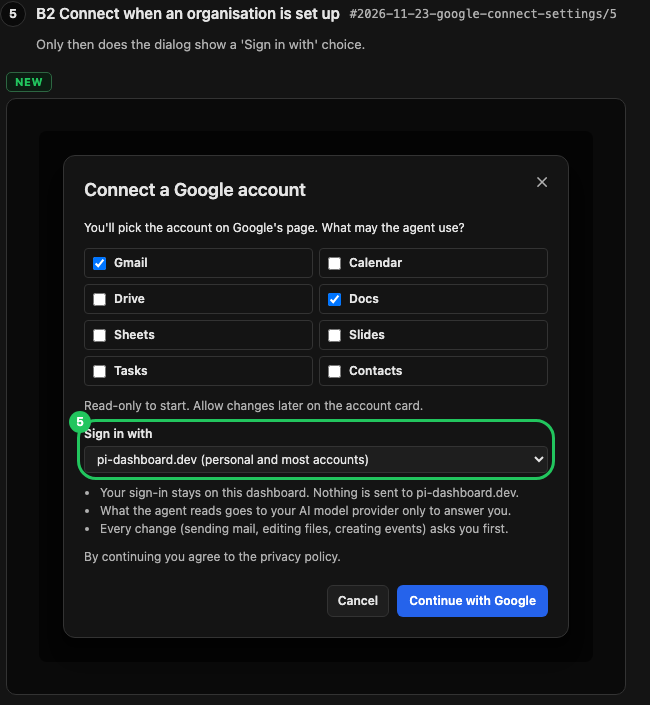 5 B2 Connect when an organisation is set up #2026-11-23-google-connect-settings/5
Only then does the dialog show a 'Sign in with' choice.
NEW
Connect a Google account
You'll pick the account on Google's page. What may the agent use?
Gmail Calendar
Drive Docs
Sheets Slides
Tasks Contacts
Read-only to start. Allow changes later on the account card.
5
Sign in with
pi-dashboard.dev (personal and most accounts)
• Your sign-in stays on this dashboard. Nothing is sent to pi-dashboard.dev.
• What the agent reads goes to your AI model provider only to answer you.
• Every change (sending mail, editing files, creating events) asks you first.
By continuing you agree to the privacy policy.
Cancel Continue with Google